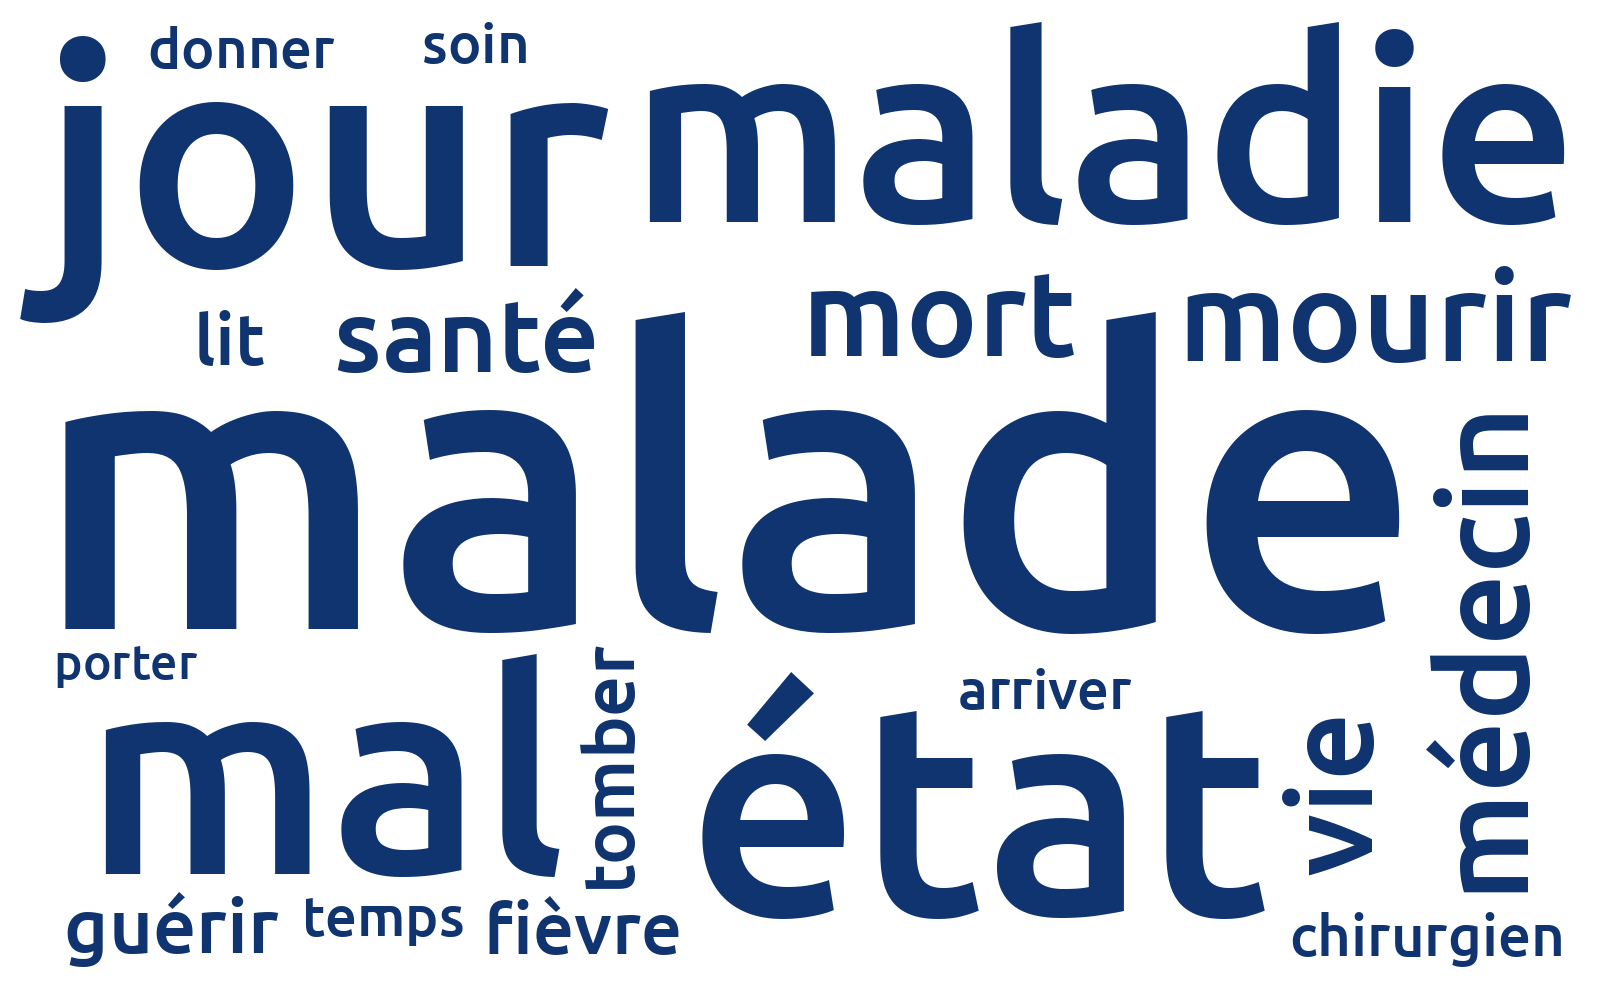 donner
soin
jour
maladie
lit
santé
mort
mourir
malade
médecin
porter
mal
tomber
état
arriver
vie
guérir
temps
fièvre
chirurgien